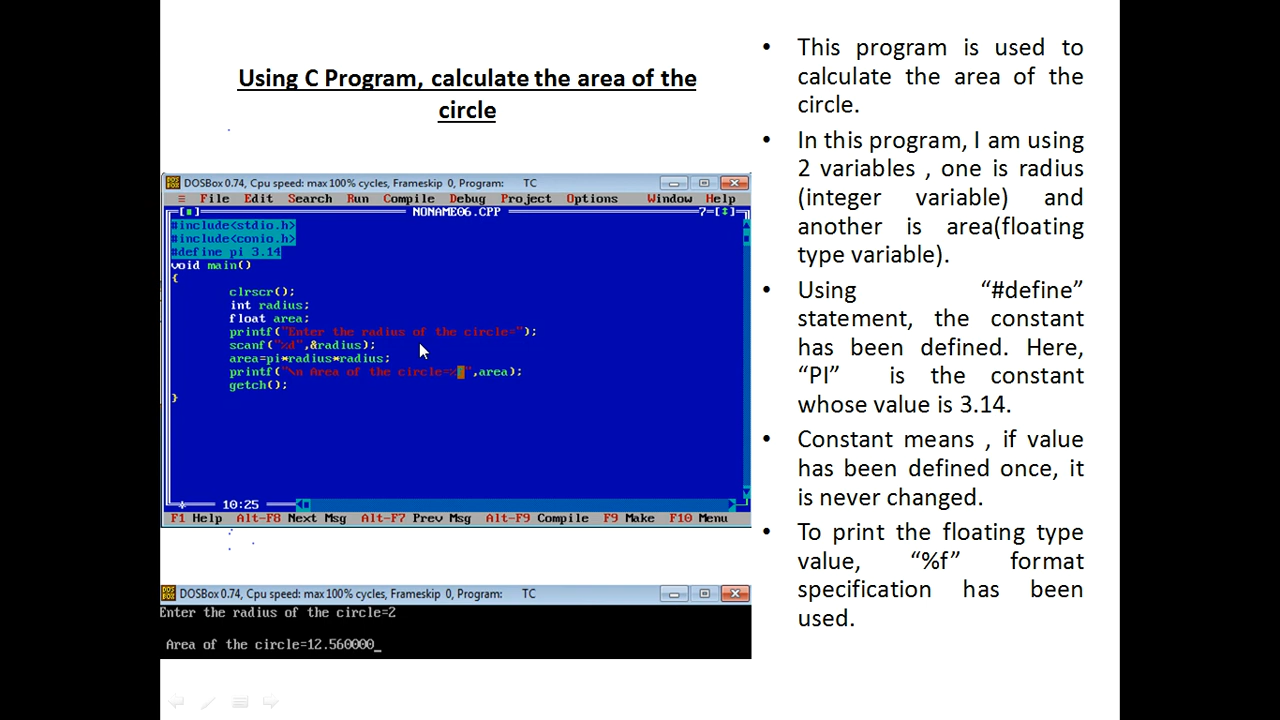 Using C Program, calculate the area of the
circle
DOSBox 0.74, Cpu speed: max 100% cycles, Frameskip 0, Program: TC
≡ File Edit Search Run Compile Debug Project Options Window Help
[■] NONAME06.CPP 7=[↕]
#include<stdio.h>
#include<conio.h>
#define pi 3.14
void main()
{
clrscr();
int radius;
float area;
printf("Enter the radius of the circle=");
scanf("%d",&radius);
area=pi*radius*radius;
printf("\n Area of the circle=% ",area);
getch();
}
10:25
F1 Help Alt-F8 Next Msg Alt-F7 Prev Msg Alt-F9 Compile F9 Make F10 Menu
DOSBox 0.74, Cpu speed: max 100% cycles, Frameskip 0, Program: TC
Enter the radius of the circle=2
Area of the circle=12.560000_
• This program is used to
calculate the area of the
circle.
• In this program, I am using
2 variables , one is radius
(integer variable) and
another is area(floating
type variable).
• Using “#define”
statement, the constant
has been defined. Here,
“PI” is the constant
whose value is 3.14.
• Constant means , if value
has been defined once, it
is never changed.
• To print the floating type
value, “%f” format
specification has been
used.